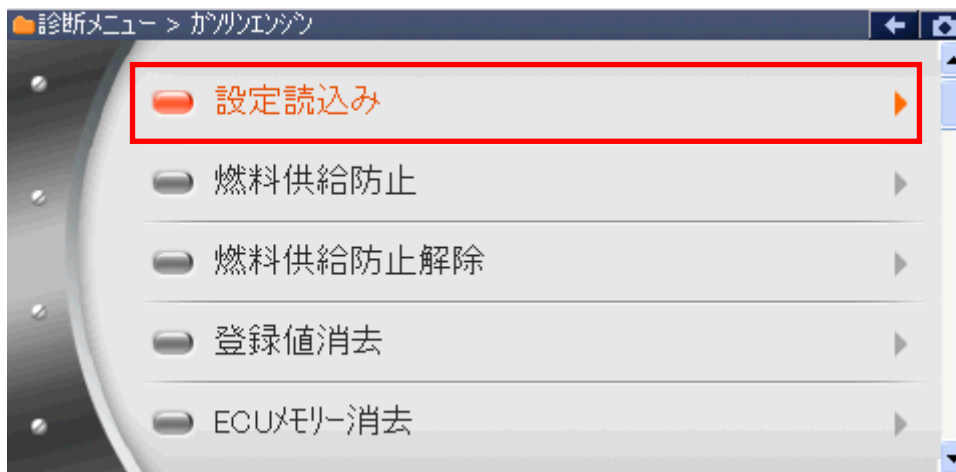 診断メニュー > ガソリンエンジン
設定読込み
燃料供給防止
燃料供給防止解除
登録値消去
ECUメモリー消去